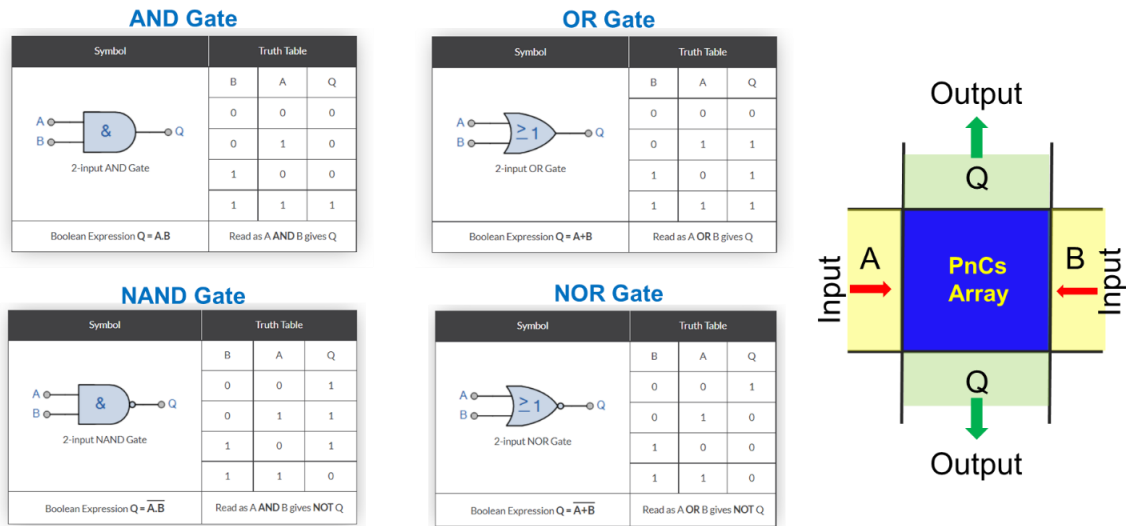 AND Gate
Symbol Truth Table
B A Q
0 0 0
0 1 0
1 0 0
1 1 1
A
B
&
Q
2-input AND Gate
Boolean Expression Q = A.B Read as A AND B gives Q
OR Gate
Symbol Truth Table
B A Q
0 0 0
0 1 1
1 0 1
1 1 1
A
B
≥1
Q
2-input OR Gate
Boolean Expression Q = A+B Read as A OR B gives Q
NAND Gate
Symbol Truth Table
B A Q
0 0 1
0 1 1
1 0 1
1 1 0
A
B
&
Q
2-input NAND Gate
Boolean Expression Q = A̅.̅B̅ Read as A AND B gives NOT Q
NOR Gate
Symbol Truth Table
B A Q
0 0 1
0 1 0
1 0 0
1 1 0
A
B
≥1
Q
2-input NOR Gate
Boolean Expression Q = A̅+̅B̅ Read as A OR B gives NOT Q
Output
Q
Input
A
PnCs
Array
B
Input
Q
Output